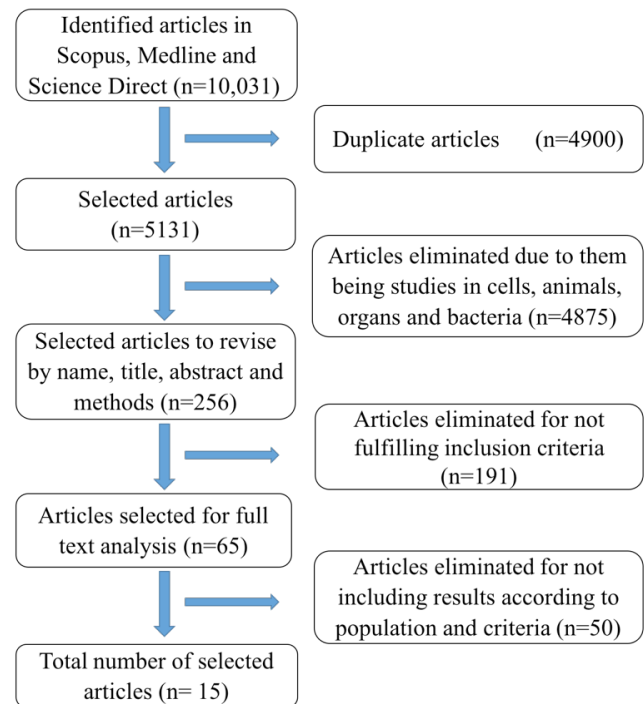 Identified articles in
Scopus, Medline and
Science Direct (n=10,031)
Duplicate articles (n=4900)
Selected articles
(n=5131)
Articles eliminated due to them
being studies in cells, animals,
organs and bacteria (n=4875)
Selected articles to revise
by name, title, abstract and
methods (n=256)
Articles eliminated for not
fulfilling inclusion criteria
(n=191)
Articles selected for full
text analysis (n=65)
Articles eliminated for not
including results according to
population and criteria (n=50)
Total number of selected
articles (n= 15)